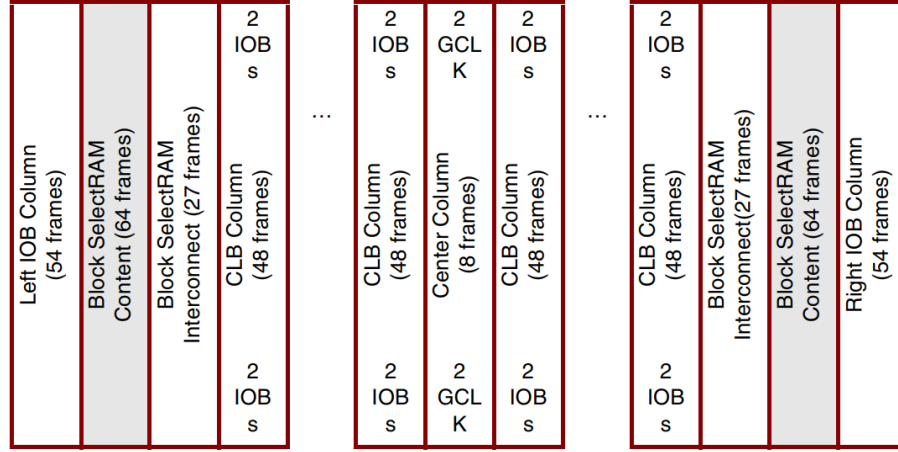 Left IOB Column
(54 frames)
Block SelectRAM
Content (64 frames)
Block SelectRAM
Interconnect (27 frames)
2
IOB
s
CLB Column
(48 frames)
2
IOB
s
...
2
IOB
s
CLB Column
(48 frames)
2
IOB
s
2
GCL
K
Center Column
(8 frames)
2
GCL
K
2
IOB
s
CLB Column
(48 frames)
2
IOB
s
...
2
IOB
s
CLB Column
(48 frames)
2
IOB
s
Block SelectRAM
Interconnect(27 frames)
Block SelectRAM
Content (64 frames)
Right IOB Column
(54 frames)